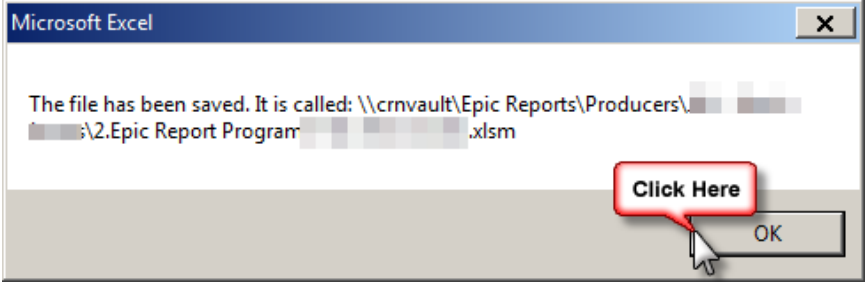 Microsoft Excel
The file has been saved. It is called: \\crnvault\Epic Reports\Producers\
\2.Epic Report Program .xlsm
Click Here
OK